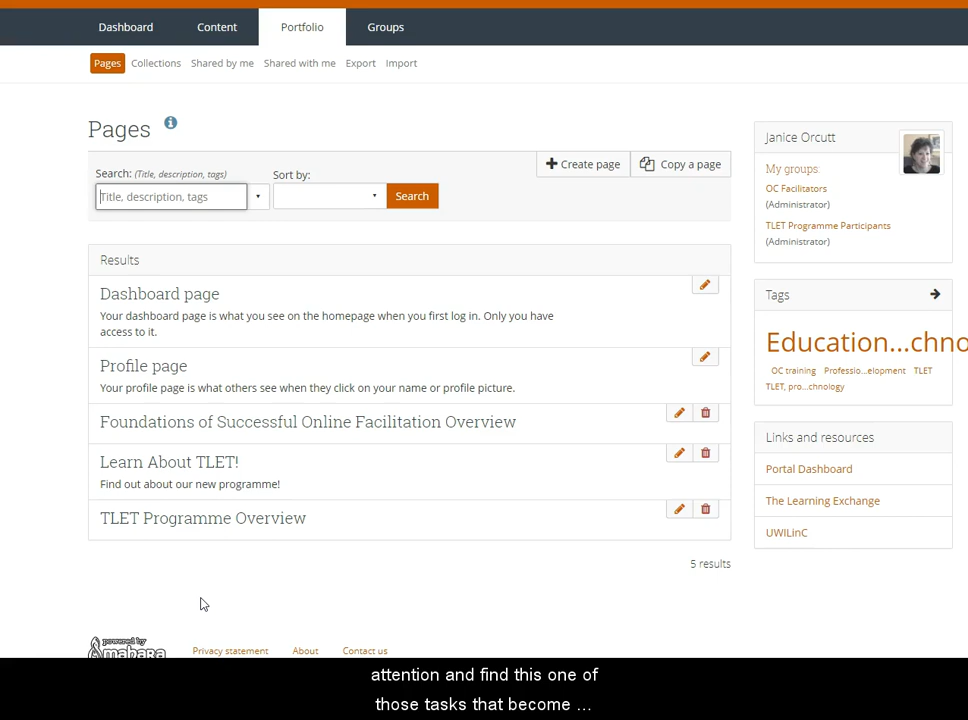 Dashboard Content Portfolio Groups
Pages Collections Shared by me Shared with me Export Import
Pages
Search: (Title, description, tags)
Sort by:
Title, description, tags
Search
Create page
Copy a page
Results
Dashboard page
Your dashboard page is what you see on the homepage when you first log in. Only you have
access to it.
Profile page
Your profile page is what others see when they click on your name or profile picture.
Foundations of Successful Online Facilitation Overview
Learn About TLET!
Find out about our new programme!
TLET Programme Overview
5 results
Janice Orcutt
My groups:
OC Facilitators
(Administrator)
TLET Programme Participants
(Administrator)
Tags
Education...chno
OC training Professio...elopment TLET
TLET, pro...chnology
Links and resources
Portal Dashboard
The Learning Exchange
UWILinC
powered by
mahara
Privacy statement About Contact us
attention and find this one of
those tasks that become ...